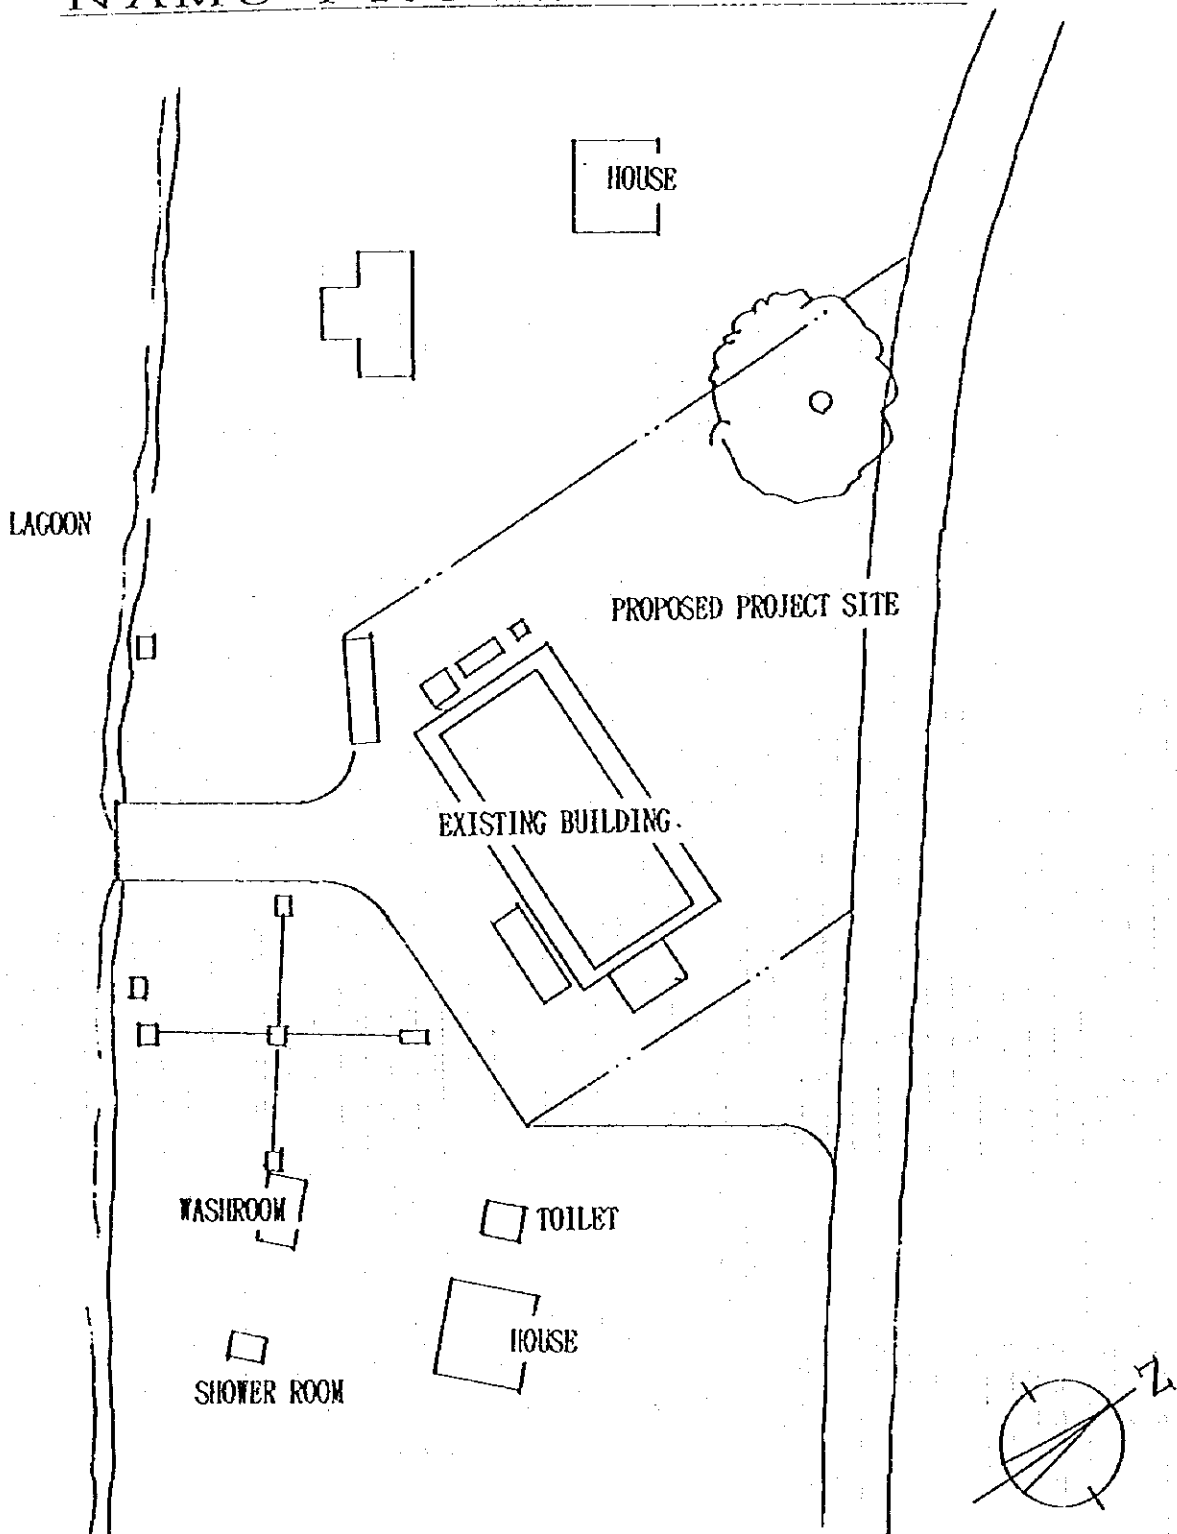 HOUSE
LAGOON
PROPOSED PROJECT SITE
EXISTING BUILDING
WASHROOM
TOILET
HOUSE
SHOWER ROOM
N